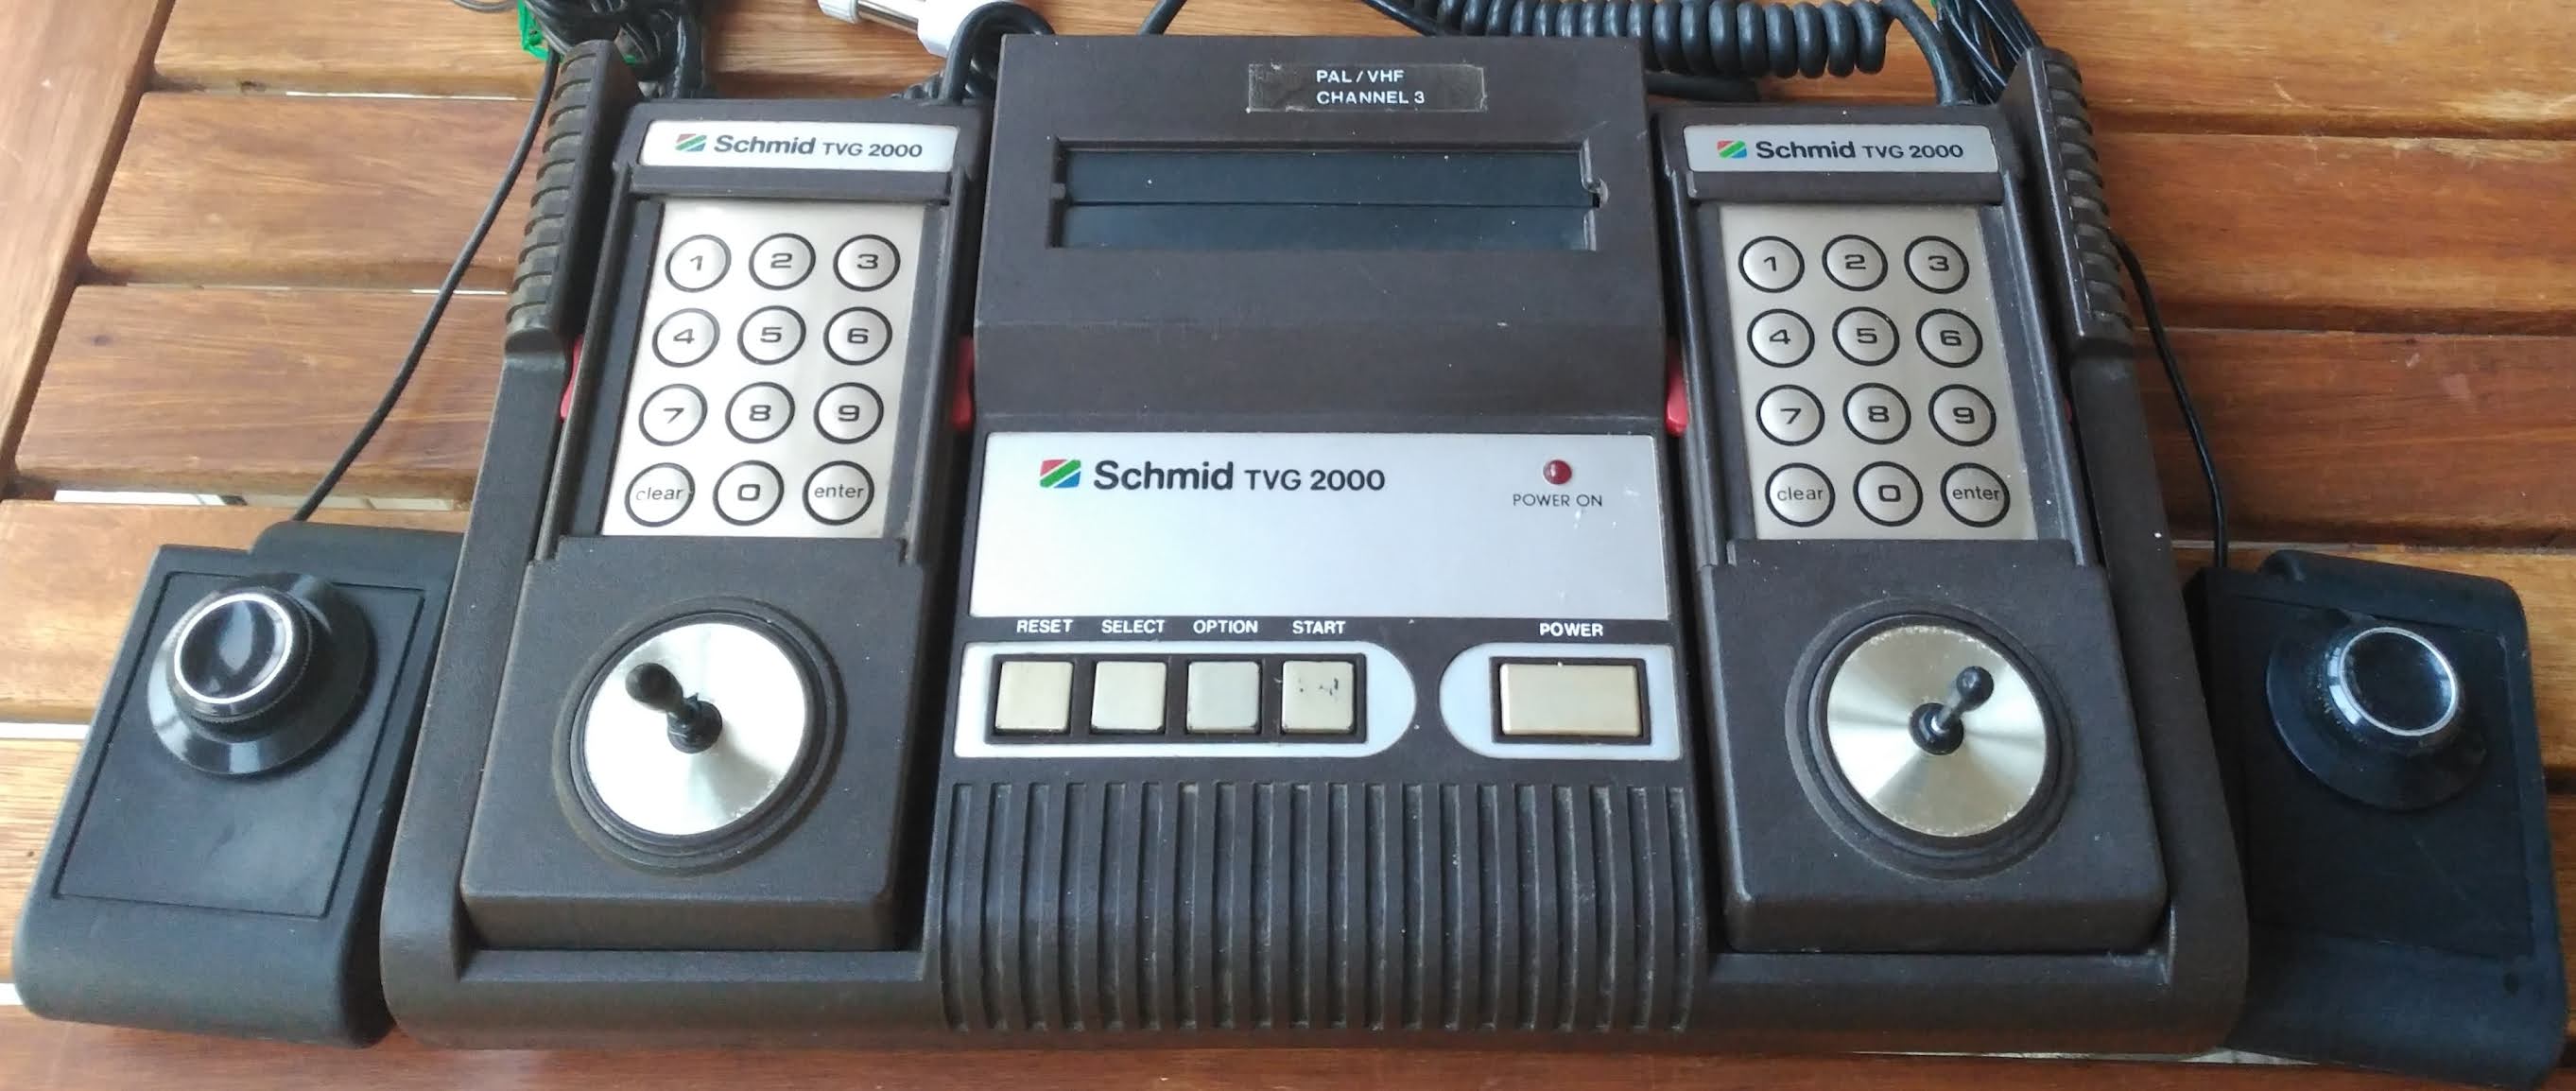 PAL/VHF
CHANNEL 3
Schmid TVG 2000
1 2 3
4 5 6
7 8 9
clear 0 enter
Schmid TVG 2000
POWER ON
RESET SELECT OPTION START POWER
Schmid TVG 2000
1 2 3
4 5 6
7 8 9
clear 0 enter